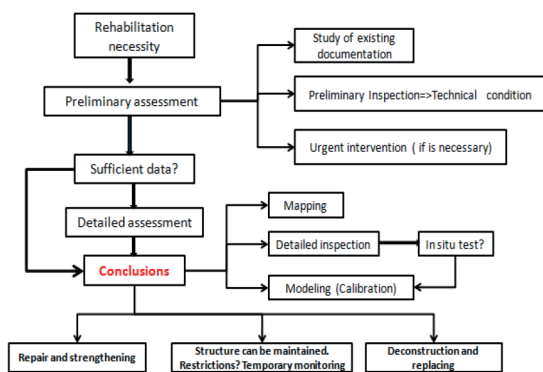 Rehabilitation
necessity
Study of existing
documentation
Preliminary assessment
Preliminary Inspection=>Technical condition
Urgent intervention ( if is necessary)
Sufficient data?
Detailed assessment
Mapping
Detailed inspection
In situ test?
Conclusions
Modeling (Calibration)
Repair and strengthening
Structure can be maintained.
Restrictions? Temporary monitoring
Deconstruction and
replacing